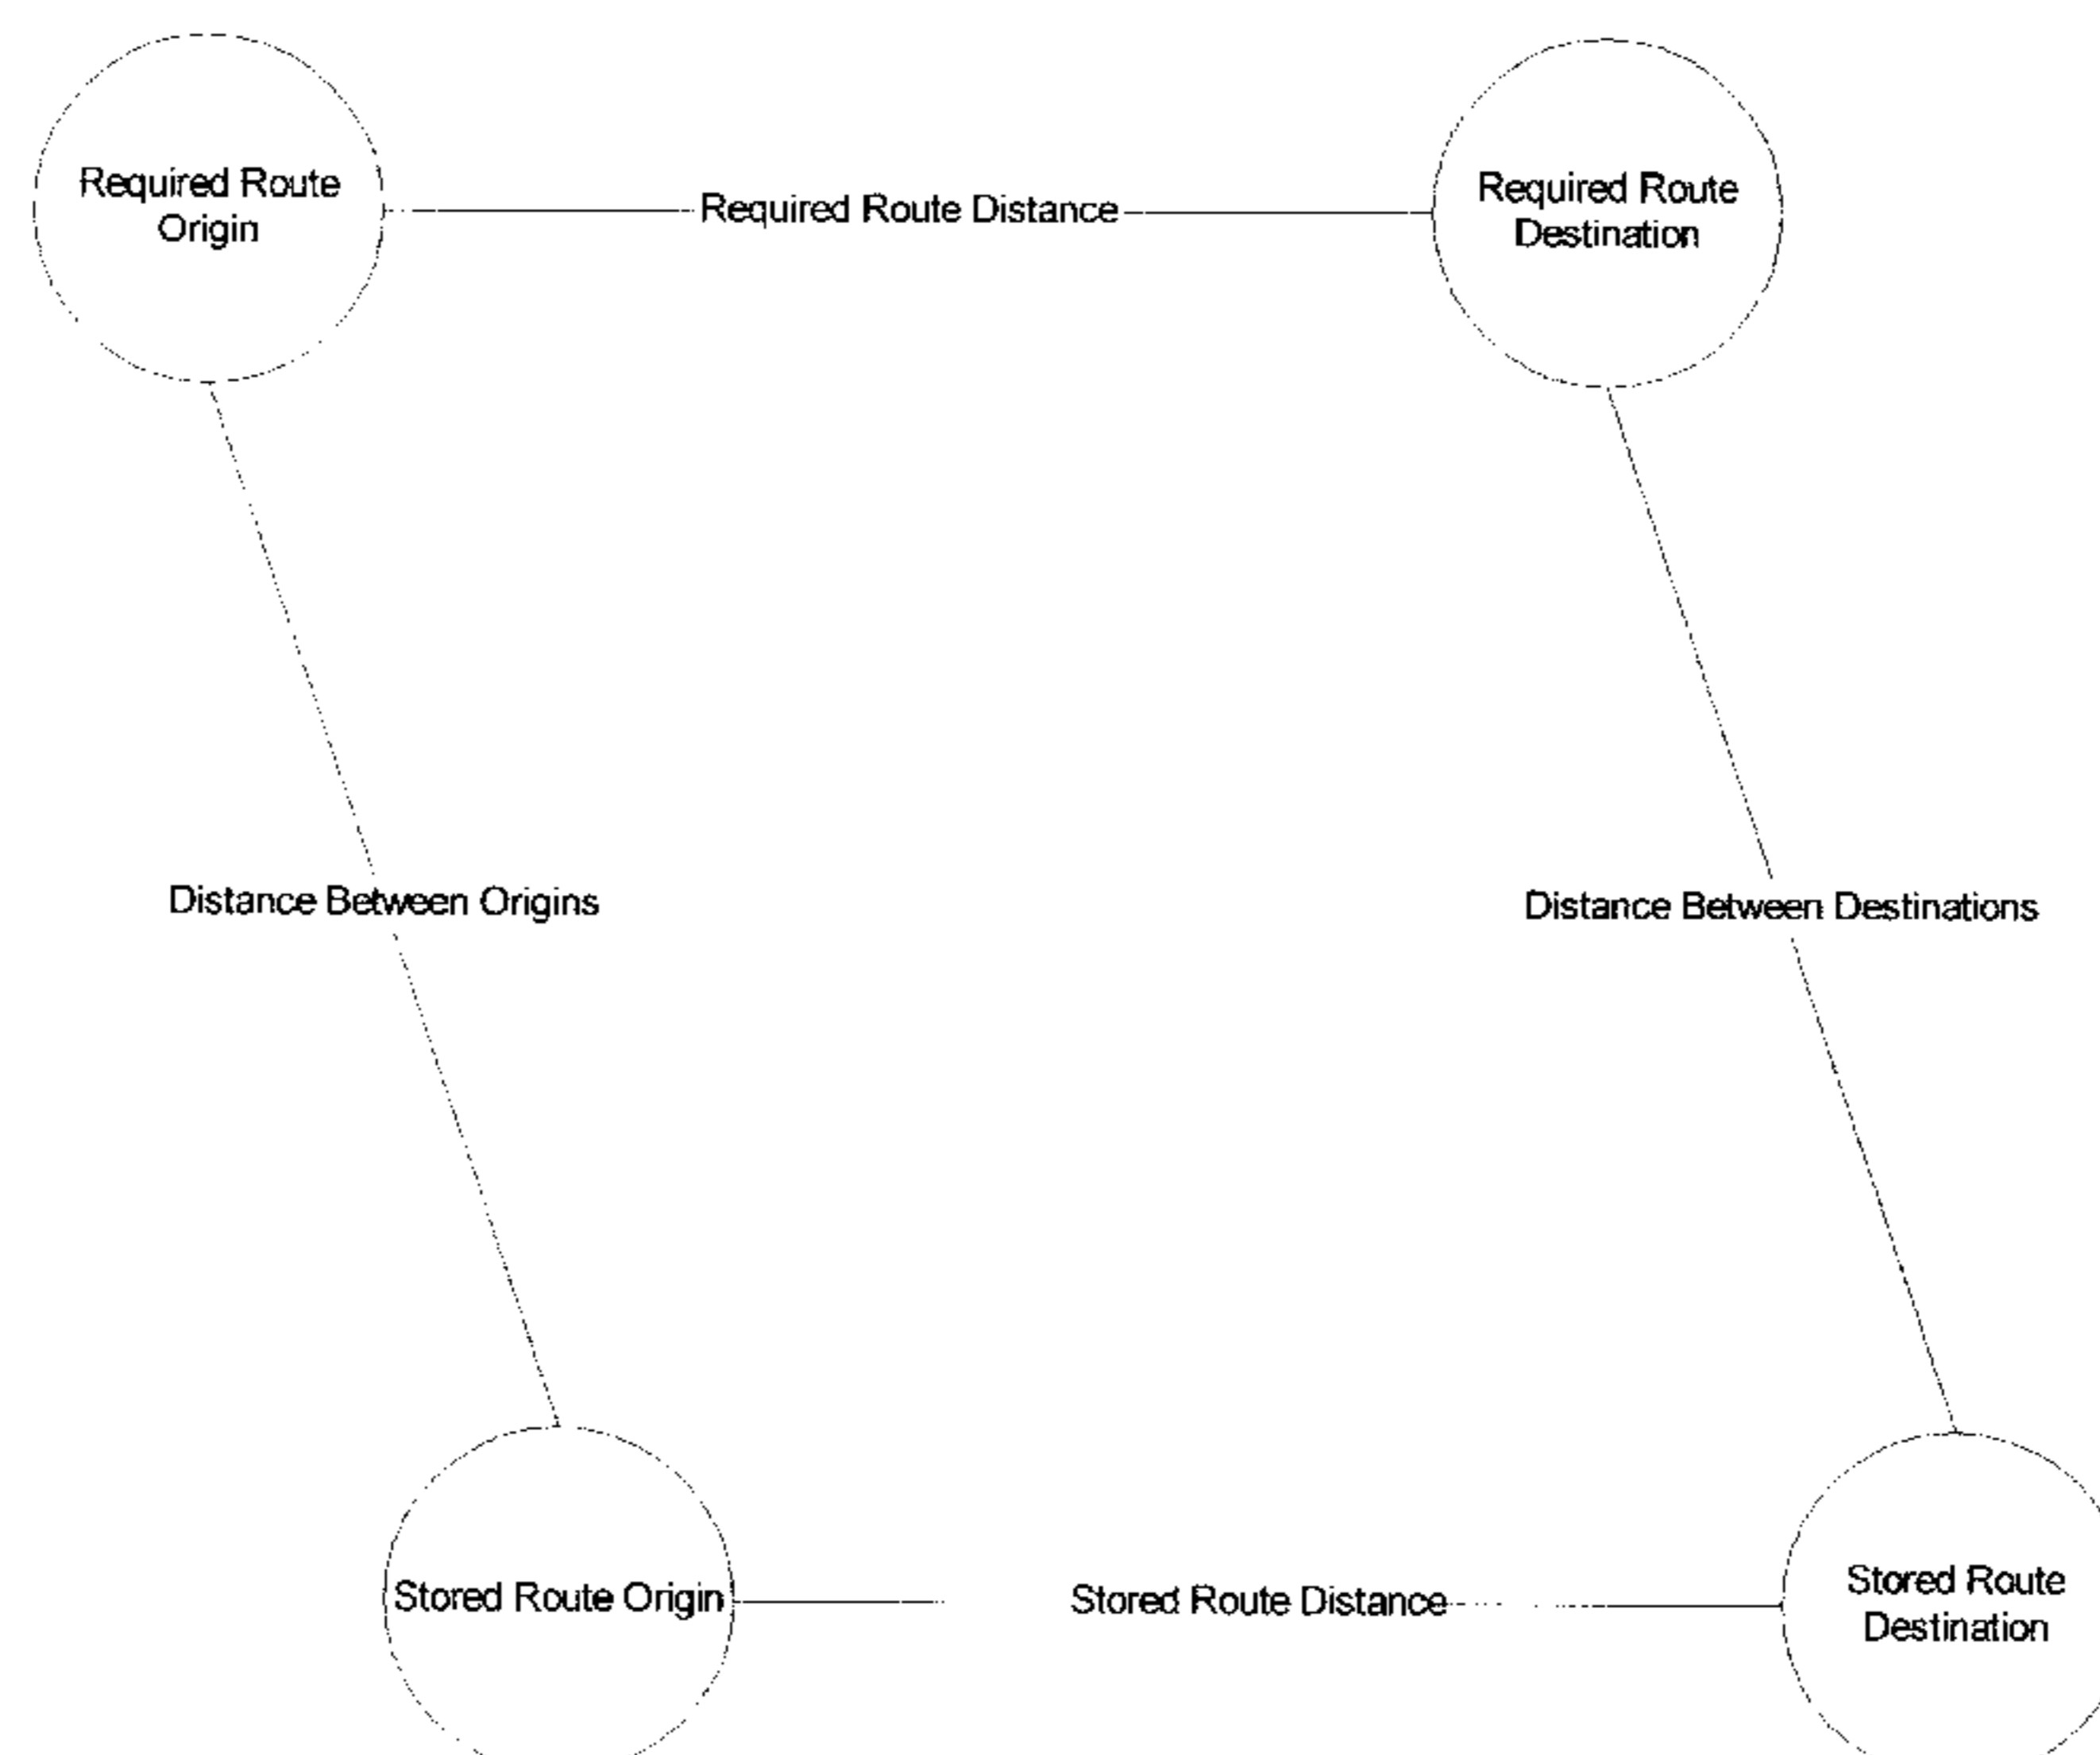 Required Route
Origin
Required Route Distance
Required Route
Destination
Distance Between Origins
Distance Between Destinations
Stored Route Origin
Stored Route Distance
Stored Route
Destination